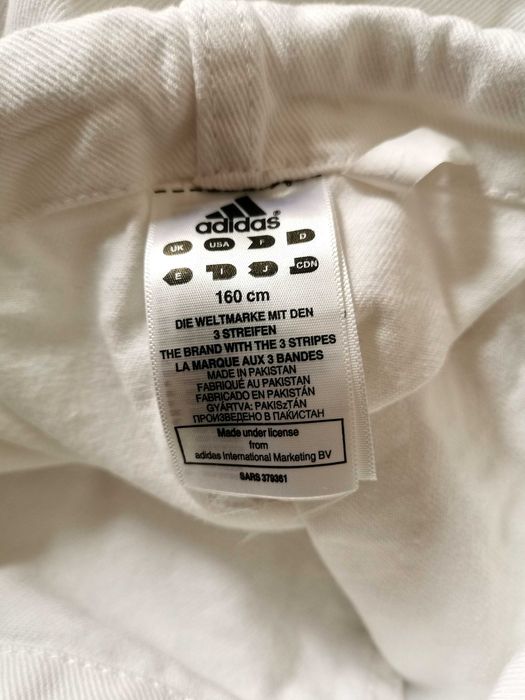 adidas®
UK USA F D
E I J CDN
160 cm
DIE WELTMARKE MIT DEN
3 STREIFEN
THE BRAND WITH THE 3 STRIPES
LA MARQUE AUX 3 BANDES
MADE IN PAKISTAN
FABRIQUÉ AU PAKISTAN
FABRICADO EN PAKISTÁN
GYÁRTVA: PAKISZTÁN
ПРОИЗВЕДЕНО В ПАКИСТАН
Made under license
from
adidas International Marketing BV
SARS 379361